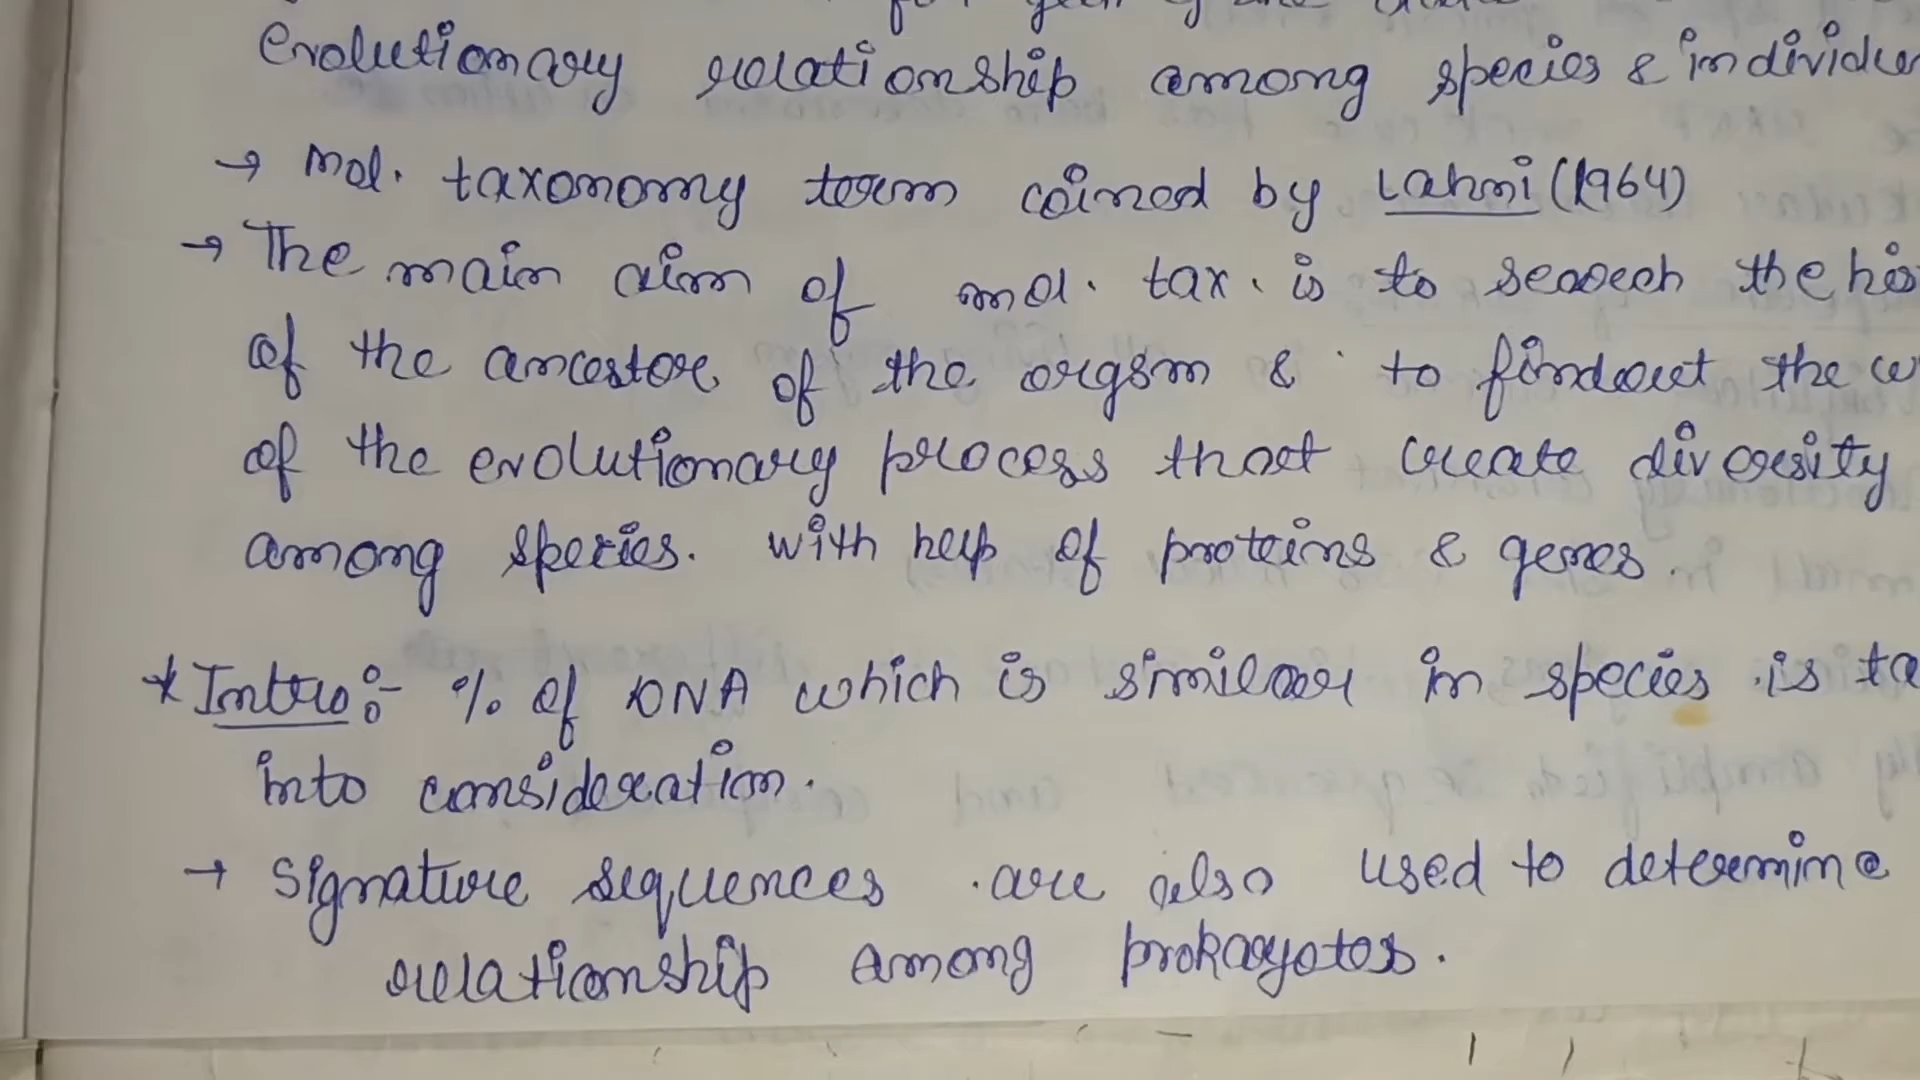 evolutionary relationship among species &
→ mol. taxonomy term coined by Lahni (1964)
→ The main aim of mol. tax. is to search the
of the ancestore of the orgsm & to findout the
of the evolutionary process that create diversity
among species. with help of proteins & genes.
* Intro:- % of DNA which is similar in species is
into consideration.
→ Signature sequences are also used to determine
relationship among prokaryotes.